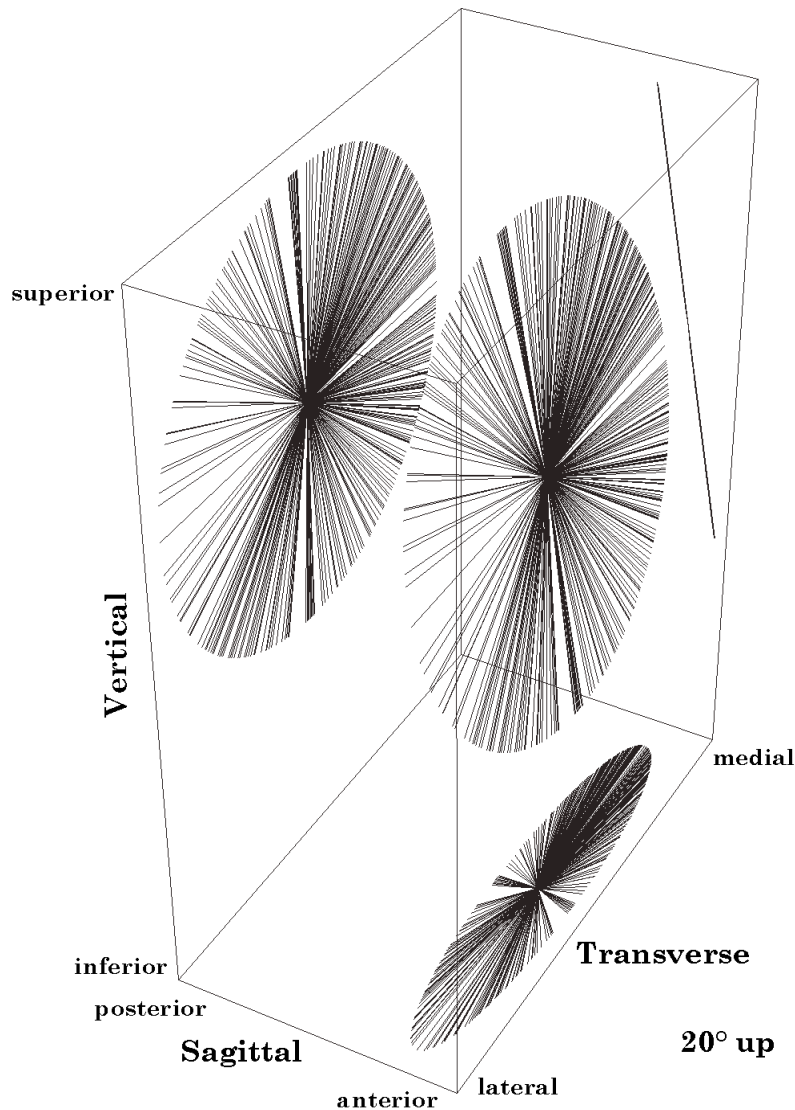 superior
Vertical
medial
inferior
posterior
Transverse
Sagittal
20° up
anterior
lateral